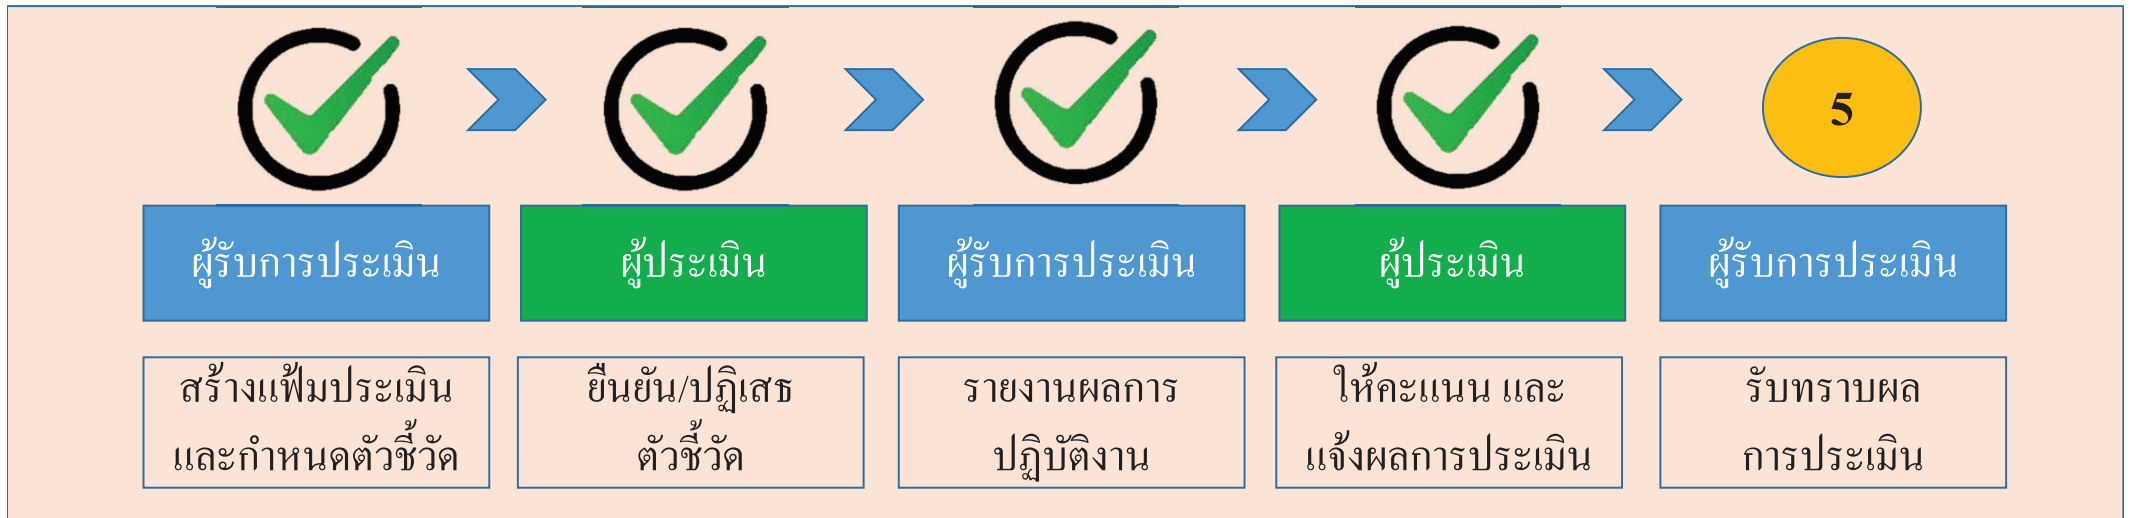 5
ผู้รับการประเมิน
ผู้ประเมิน
ผู้รับการประเมิน
ผู้ประเมิน
ผู้รับการประเมิน
สร้างแฟ้มประเมิน
และกำหนดตัวชี้วัด
ยืนยัน/ปฏิเสธ
ตัวชี้วัด
รายงานผลการ
ปฏิบัติงาน
ให้คะแนน และ
แจ้งผลการประเมิน
รับทราบผล
การประเมิน